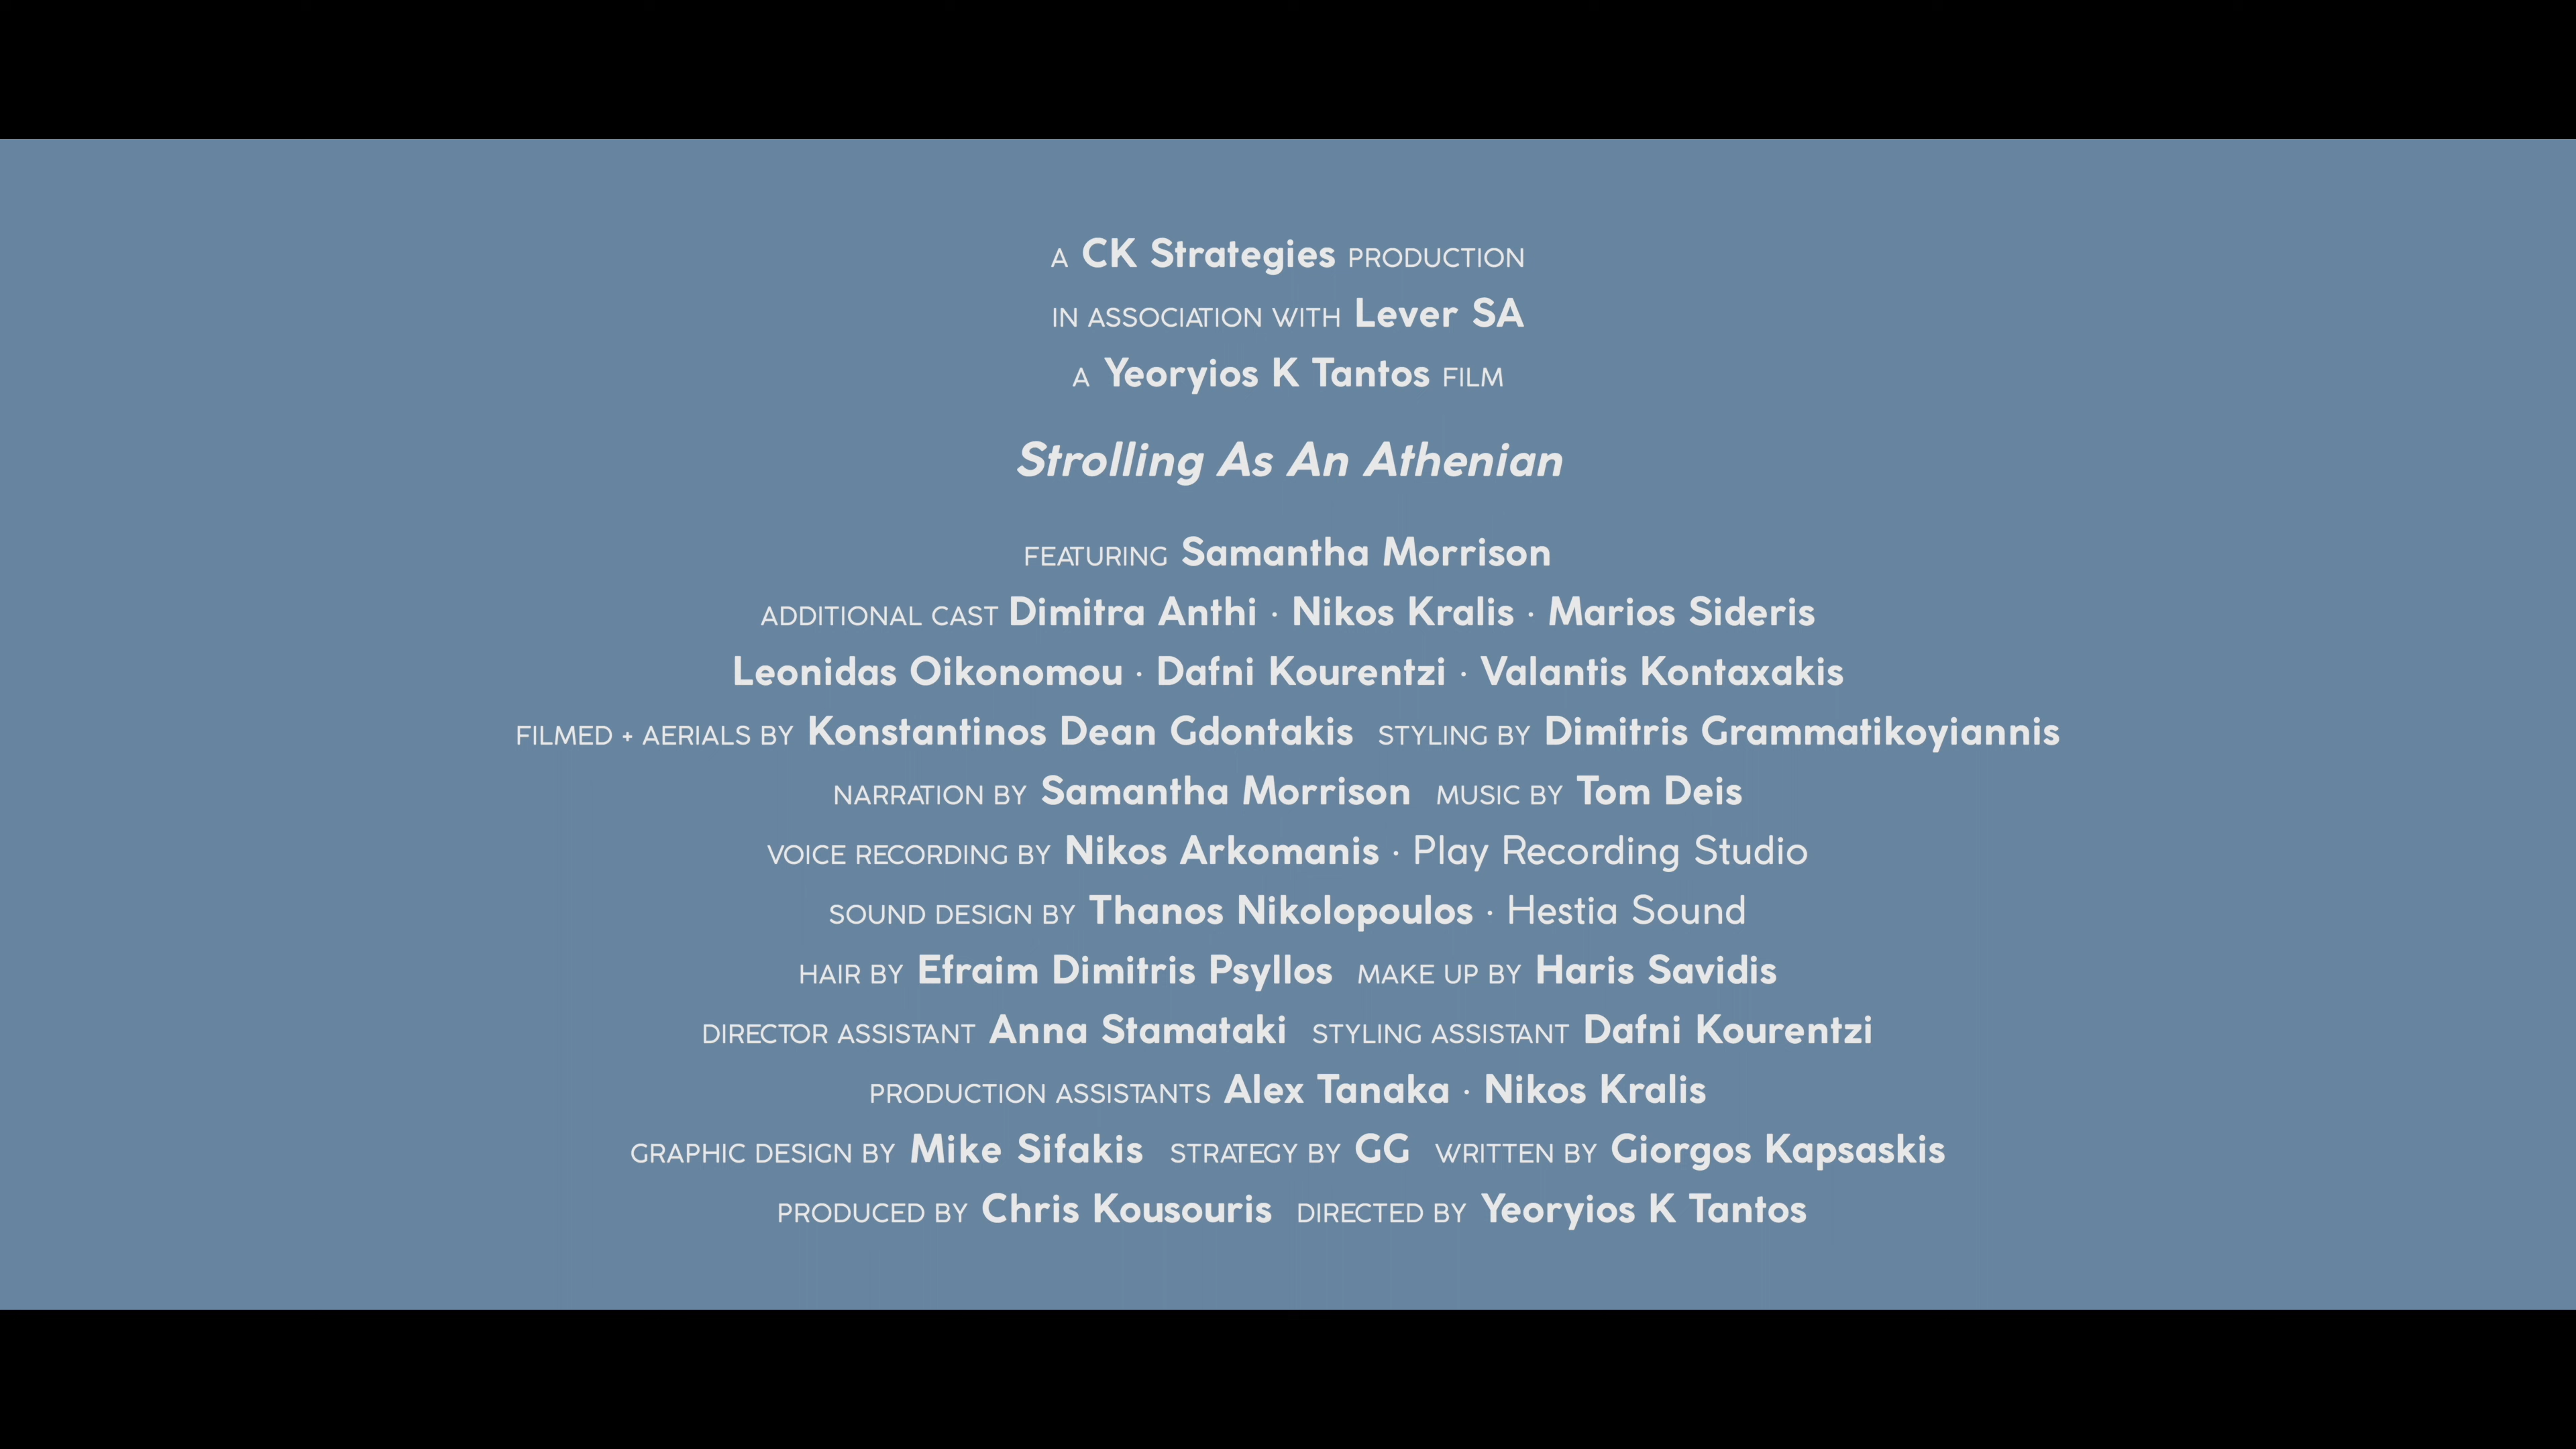 A CK Strategies PRODUCTION
IN ASSOCIATION WITH Lever SA
A Yeoryios K Tantos FILM
Strolling As An Athenian
FEATURING Samantha Morrison
ADDITIONAL CAST Dimitra Anthi · Nikos Kralis · Marios Sideris
Leonidas Oikonomou · Dafni Kourentzi · Valantis Kontaxakis
FILMED + AERIALS BY Konstantinos Dean Gdontakis STYLING BY Dimitris Grammatikoyiannis
NARRATION BY Samantha Morrison MUSIC BY Tom Deis
VOICE RECORDING BY Nikos Arkomanis · Play Recording Studio
SOUND DESIGN BY Thanos Nikolopoulos · Hestia Sound
HAIR BY Efraim Dimitris Psyllos MAKE UP BY Haris Savidis
DIRECTOR ASSISTANT Anna Stamataki STYLING ASSISTANT Dafni Kourentzi
PRODUCTION ASSISTANTS Alex Tanaka · Nikos Kralis
GRAPHIC DESIGN BY Mike Sifakis STRATEGY BY GG WRITTEN BY Giorgos Kapsaskis
PRODUCED BY Chris Kousouris DIRECTED BY Yeoryios K Tantos